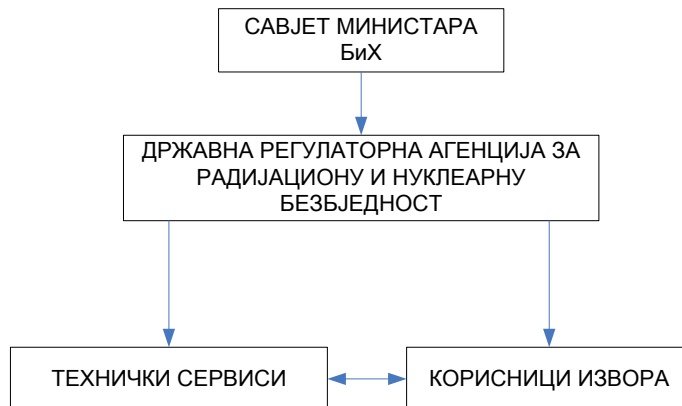 САВЈЕТ МИНИСТАРА
БиХ
ДРЖАВНА РЕГУЛАТОРНА АГЕНЦИЈА ЗА
РАДИЈАЦИОНУ И НУКЛЕАРНУ
БЕЗБЈЕДНОСТ
ТЕХНИЧКИ СЕРВИСИ
КОРИСНИЦИ ИЗВОРА